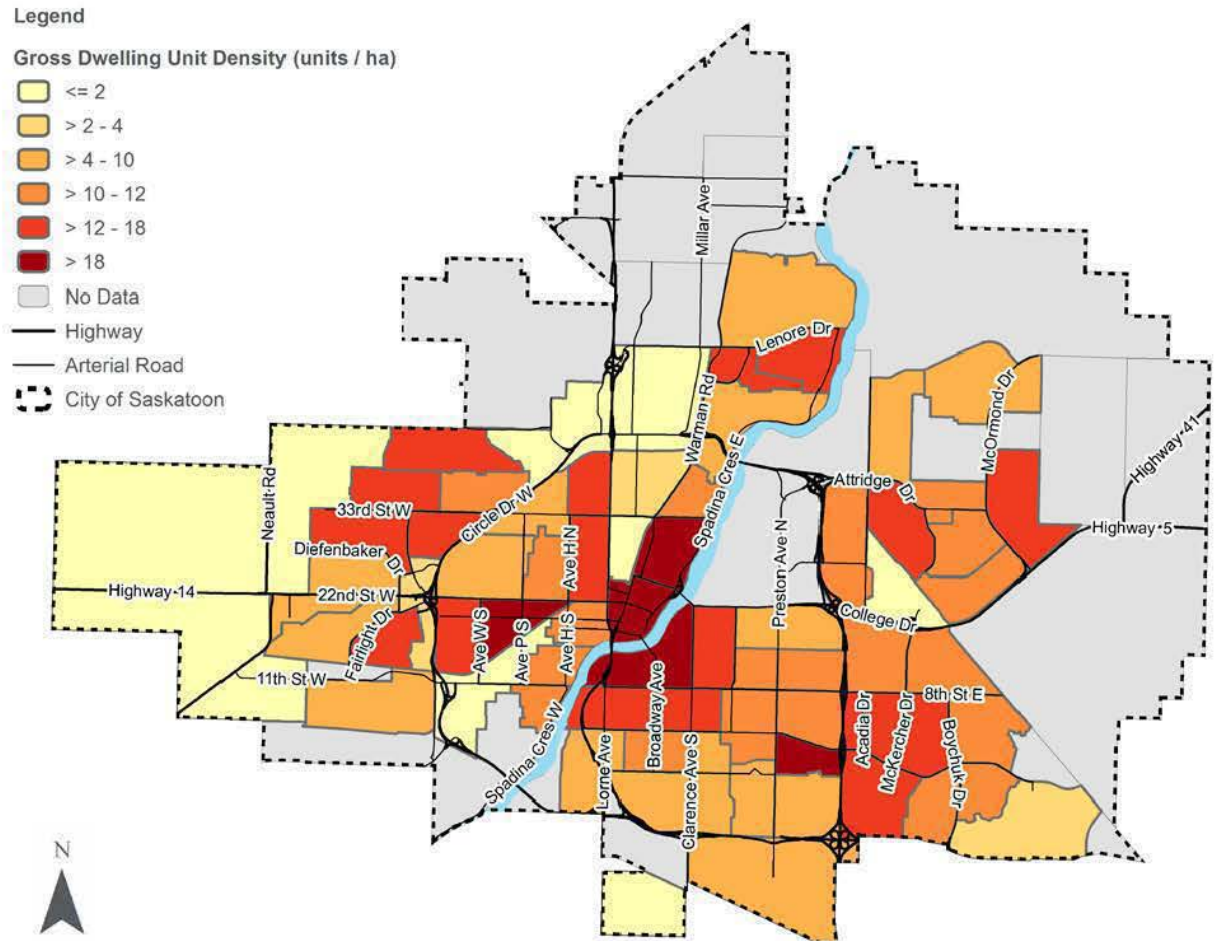 Legend
Gross Dwelling Unit Density (units / ha)
<= 2
> 2 - 4
> 4 - 10
> 10 - 12
> 12 - 18
> 18
No Data
Highway
Arterial Road
City of Saskatoon
Millar Ave
Lenore Dr
Warman Rd
McOrmond Dr
Highway 41
Neault Rd
Circle Dr W
Spadina Cres E
Attridge Dr
33rd St W
Highway 5
Diefenbaker Dr
Ave H N
Preston Ave N
Highway 14
22nd St W
College Dr
Fairlight Dr
Ave W S
Ave P S
Ave H S
11th St W
Broadway Ave
8th St E
Spadina Cres W
Lorne Ave
Clarence Ave S
Acadia Dr
McKercher Dr
Boychuk Dr
N